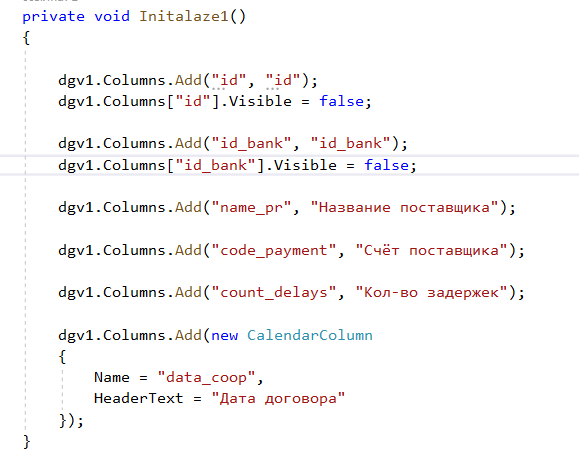 private void Initalaze1()
{
dgv1.Columns.Add("id", "id");
dgv1.Columns["id"].Visible = false;
dgv1.Columns.Add("id_bank", "id_bank");
dgv1.Columns["id_bank"].Visible = false;
dgv1.Columns.Add("name_pr", "Название поставщика");
dgv1.Columns.Add("code_payment", "Счёт поставщика");
dgv1.Columns.Add("count_delays", "Кол-во задержек");
dgv1.Columns.Add(new CalendarColumn
{
Name = "data_coop",
HeaderText = "Дата договора"
});
}